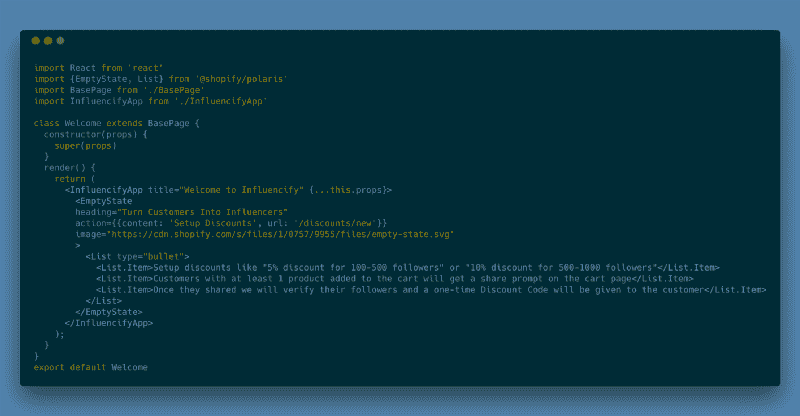 import React from 'react'
import {EmptyState, List} from '@shopify/polaris'
import BasePage from './BasePage'
import InfluencifyApp from './InfluencifyApp'

class Welcome extends BasePage {
  constructor(props) {
    super(props)
  }
  render() {
    return (
      <InfluencifyApp title="Welcome to Influencify" {...this.props}>
        <EmptyState
        heading="Turn Customers Into Influencers"
        action={{content: 'Setup Discounts', url: '/discounts/new'}}
        image="https://cdn.shopify.com/s/files/1/0757/9955/files/empty-state.svg"
        >
          <List type="bullet">
            <List.Item>Setup discounts like "5% discount for 100-500 followers" or "10% discount for 500-1000 followers"</List.Item>
            <List.Item>Customers with at least 1 product added to the cart will get a share prompt on the cart page</List.Item>
            <List.Item>Once they shared we will verify their followers and a one-time Discount Code will be given to the customer</List.Item>
          </List>
        </EmptyState>
      </InfluencifyApp>
    );
  }
}
export default Welcome